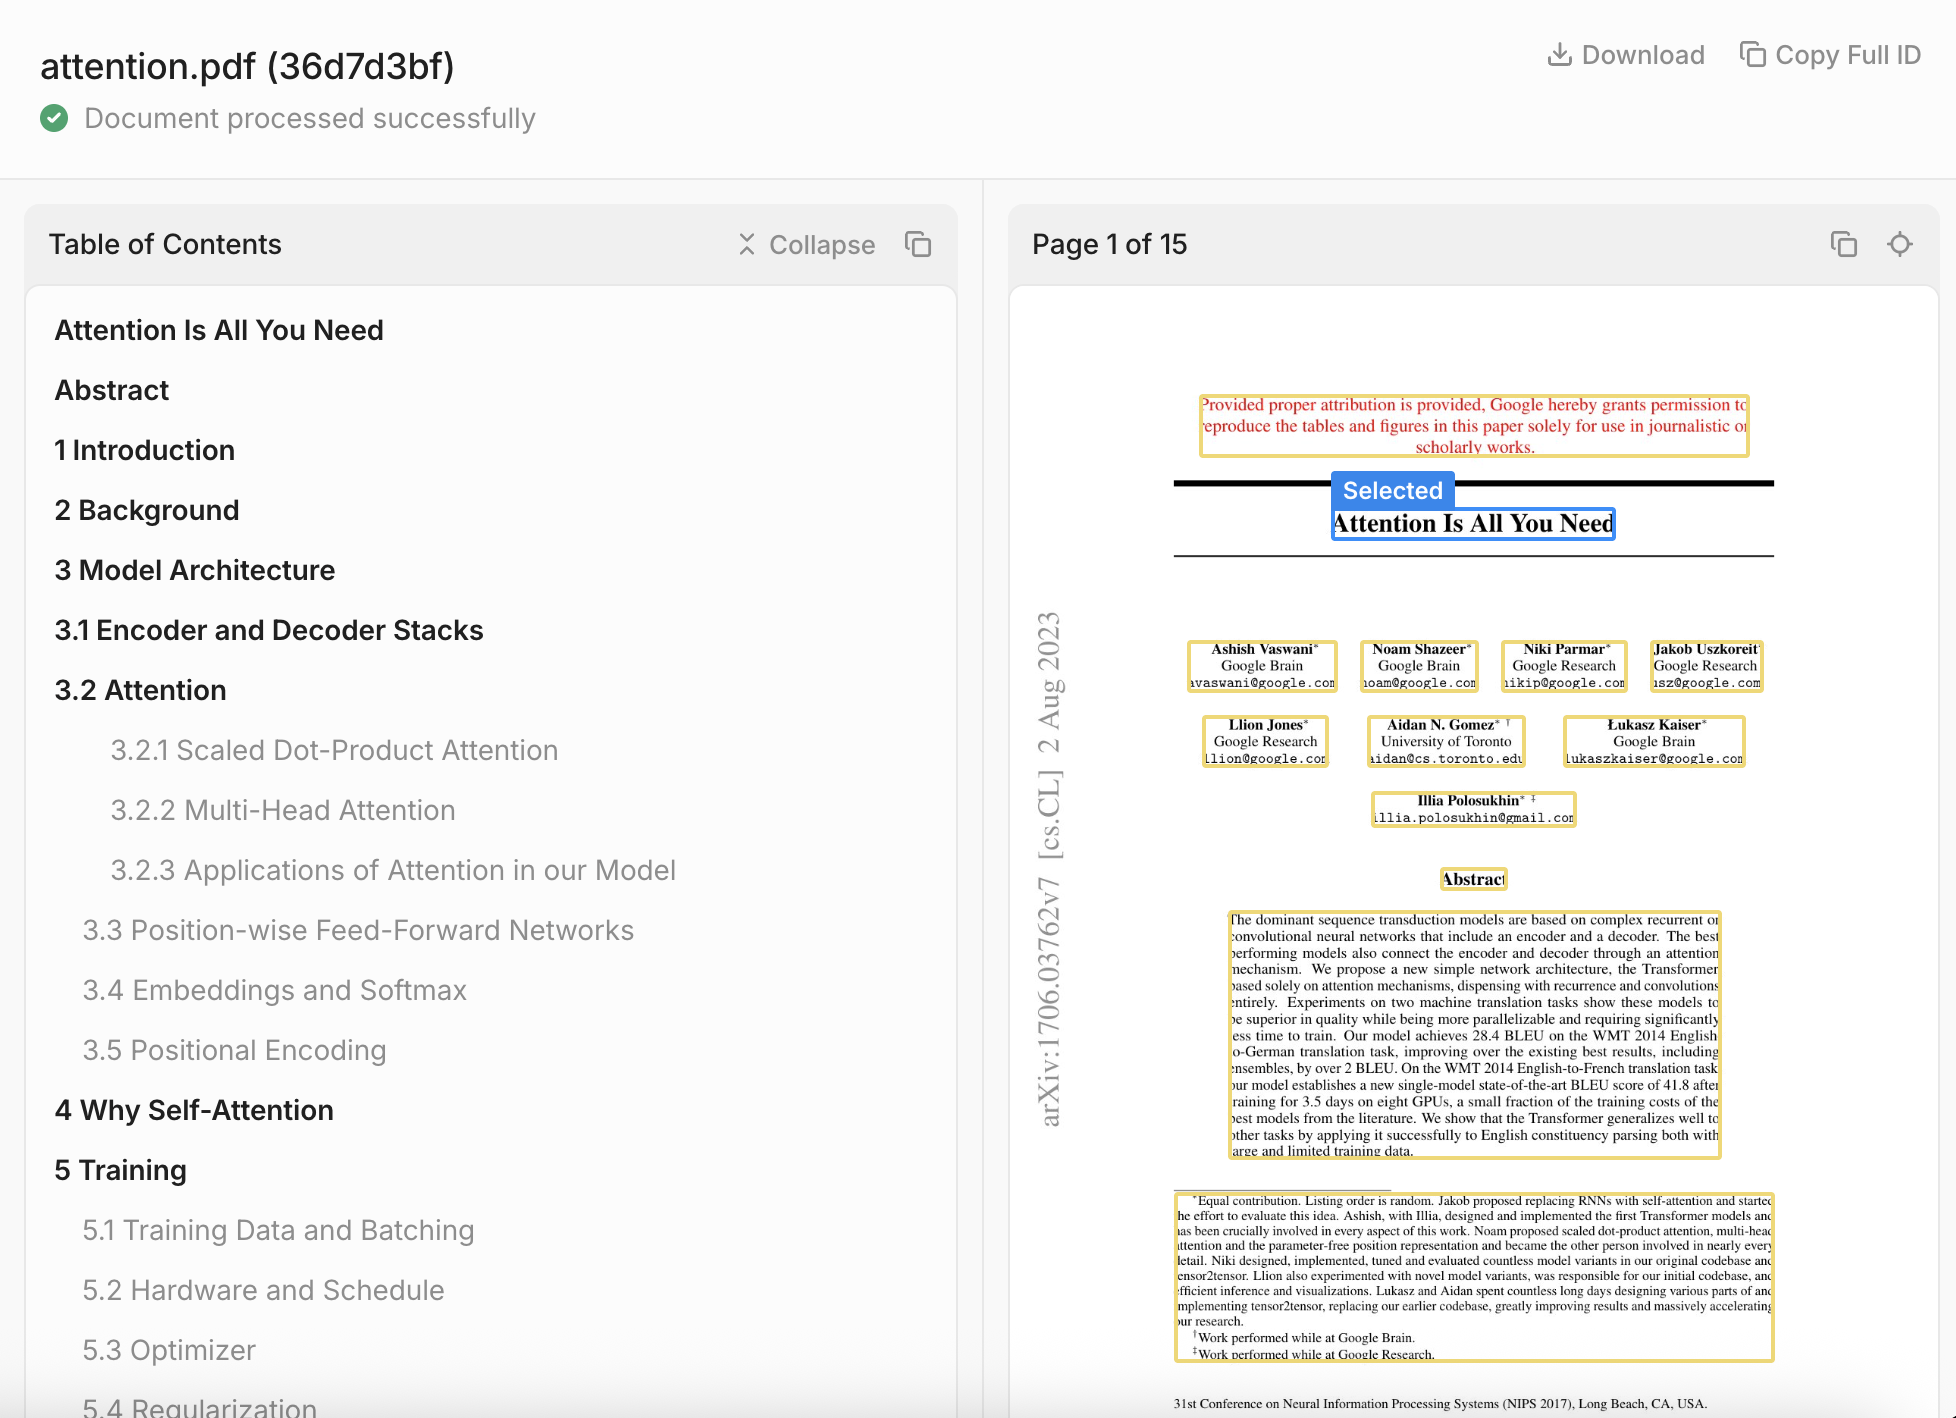 attention.pdf (36d7d3bf)
Document processed successfully
Download
Copy Full ID
Table of Contents
Collapse
Attention Is All You Need
Abstract
1 Introduction
2 Background
3 Model Architecture
3.1 Encoder and Decoder Stacks
3.2 Attention
3.2.1 Scaled Dot-Product Attention
3.2.2 Multi-Head Attention
3.2.3 Applications of Attention in our Model
3.3 Position-wise Feed-Forward Networks
3.4 Embeddings and Softmax
3.5 Positional Encoding
4 Why Self-Attention
5 Training
5.1 Training Data and Batching
5.2 Hardware and Schedule
5.3 Optimizer
5.4 Regularization
Page 1 of 15
Provided proper attribution is provided, Google hereby grants permission to
reproduce the tables and figures in this paper solely for use in journalistic or
scholarly works.
Selected
Attention Is All You Need
arXiv:1706.03762v7 [cs.CL] 2 Aug 2023
Ashish Vaswani*
Google Brain
avaswani@google.com
Noam Shazeer*
Google Brain
noam@google.com
Niki Parmar*
Google Research
nikip@google.com
Jakob Uszkoreit*
Google Research
usz@google.com
Llion Jones*
Google Research
llion@google.com
Aidan N. Gomez* †
University of Toronto
aidan@cs.toronto.edu
Łukasz Kaiser*
Google Brain
lukaszkaiser@google.com
Illia Polosukhin* ‡
illia.polosukhin@gmail.com
Abstract
The dominant sequence transduction models are based on complex recurrent or
convolutional neural networks that include an encoder and a decoder. The best
performing models also connect the encoder and decoder through an attention
mechanism. We propose a new simple network architecture, the Transformer
based solely on attention mechanisms, dispensing with recurrence and convolutions
entirely. Experiments on two machine translation tasks show these models to
be superior in quality while being more parallelizable and requiring significantly
less time to train. Our model achieves 28.4 BLEU on the WMT 2014 English-
to-German translation task, improving over the existing best results, including
ensembles, by over 2 BLEU. On the WMT 2014 English-to-French translation task
our model establishes a new single-model state-of-the-art BLEU score of 41.8 after
training for 3.5 days on eight GPUs, a small fraction of the training costs of the
best models from the literature. We show that the Transformer generalizes well to
other tasks by applying it successfully to English constituency parsing both with
large and limited training data.
*Equal contribution. Listing order is random. Jakob proposed replacing RNNs with self-attention and started
the effort to evaluate this idea. Ashish, with Illia, designed and implemented the first Transformer models and
has been crucially involved in every aspect of this work. Noam proposed scaled dot-product attention, multi-head
attention and the parameter-free position representation and became the other person involved in nearly every
detail. Niki designed, implemented, tuned and evaluated countless model variants in our original codebase and
tensor2tensor. Llion also experimented with novel model variants, was responsible for our initial codebase, and
efficient inference and visualizations. Lukasz and Aidan spent countless long days designing various parts of and
implementing tensor2tensor, replacing our earlier codebase, greatly improving results and massively accelerating
our research.
†Work performed while at Google Brain.
‡Work performed while at Google Research.
31st Conference on Neural Information Processing Systems (NIPS 2017), Long Beach, CA, USA.